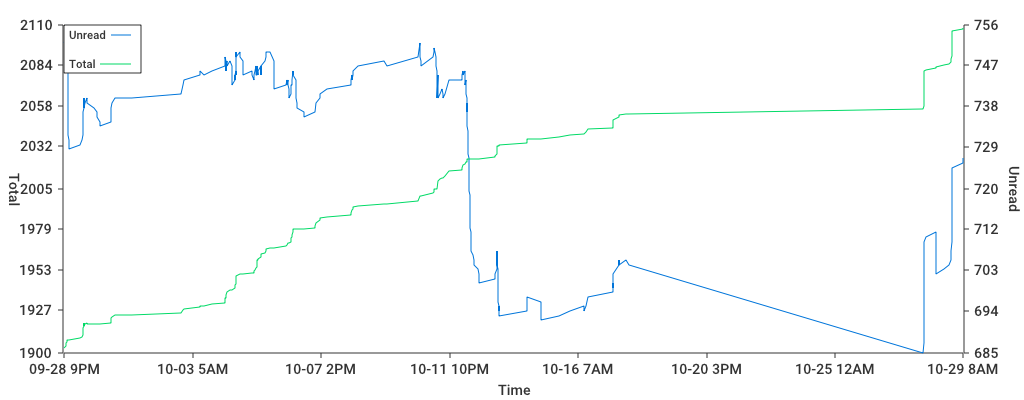 2110
2084
2058
2032
2005
1979
1953
1927
1900
Total
Unread
Total
756
747
738
729
720
712
703
694
685
Unread
09-28 9PM
10-03 5AM
10-07 2PM
10-11 10PM
10-16 7AM
10-20 3PM
10-25 12AM
10-29 8AM
Time